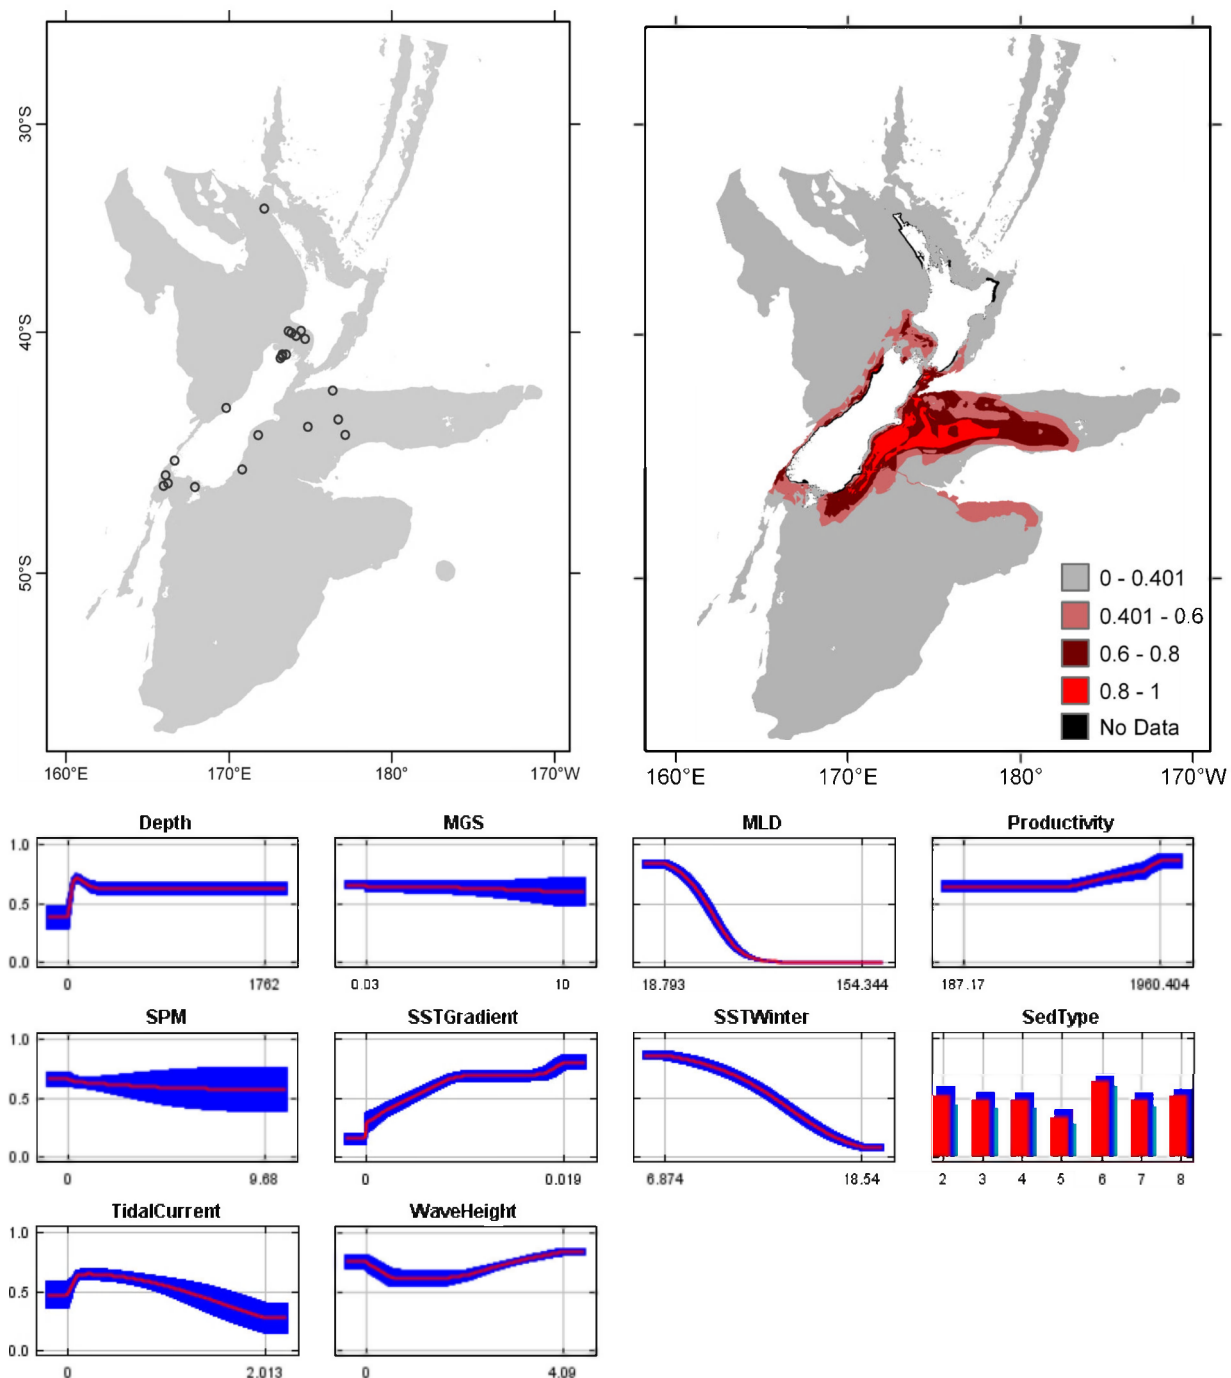 30°S
40°S
50°S
160°E 170°E 180° 170°W
0 - 0.401
0.401 - 0.6
0.6 - 0.8
0.8 - 1
No Data
160°E 170°E 180° 170°W
Depth MGS MLD Productivity
1.0
0.5
0.0
0 1762 0.03 10 18.793 154.344 187.17 1960.404
SPM SSTGradient SSTWinter SedType
1.0
0.5
0.0
0 9.68 0 0.019 6.874 18.54 2 3 4 5 6 7 8
TidalCurrent WaveHeight
1.0
0.5
0.0
0 2.013 0 4.09